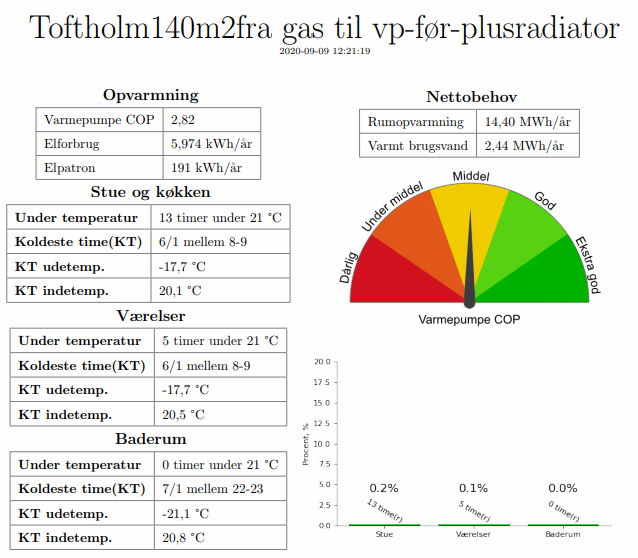 Toftholm140m2fra gas til vp-før-plusradiator
2020-09-09 12:21:19
Opvarmning
Varmepumpe COP 2,82
Elforbrug 5,974 kWh/år
Elpatron 191 kWh/år
Stue og køkken
Under temperatur 13 timer under 21 °C
Koldeste time(KT) 6/1 mellem 8-9
KT udetemp. -17,7 °C
KT indetemp. 20,1 °C
Værelser
Under temperatur 5 timer under 21 °C
Koldeste time(KT) 6/1 mellem 8-9
KT udetemp. -17,7 °C
KT indetemp. 20,5 °C
Baderum
Under temperatur 0 timer under 21 °C
Koldeste time(KT) 7/1 mellem 22-23
KT udetemp. -21,1 °C
KT indetemp. 20,8 °C
Nettobehov
Rumopvarmning 14,40 MWh/år
Varmt brugsvand 2,44 MWh/år
Dårlig
Under middel
Middel
God
Ekstra god
Varmepumpe COP
Procent, %
20.0
17.5
15.0
12.5
10.0
7.5
5.0
2.5
0.0
0.2% 0.1% 0.0%
13 time(r) 5 time(r) 0 time(r)
Stue Værelser Baderum